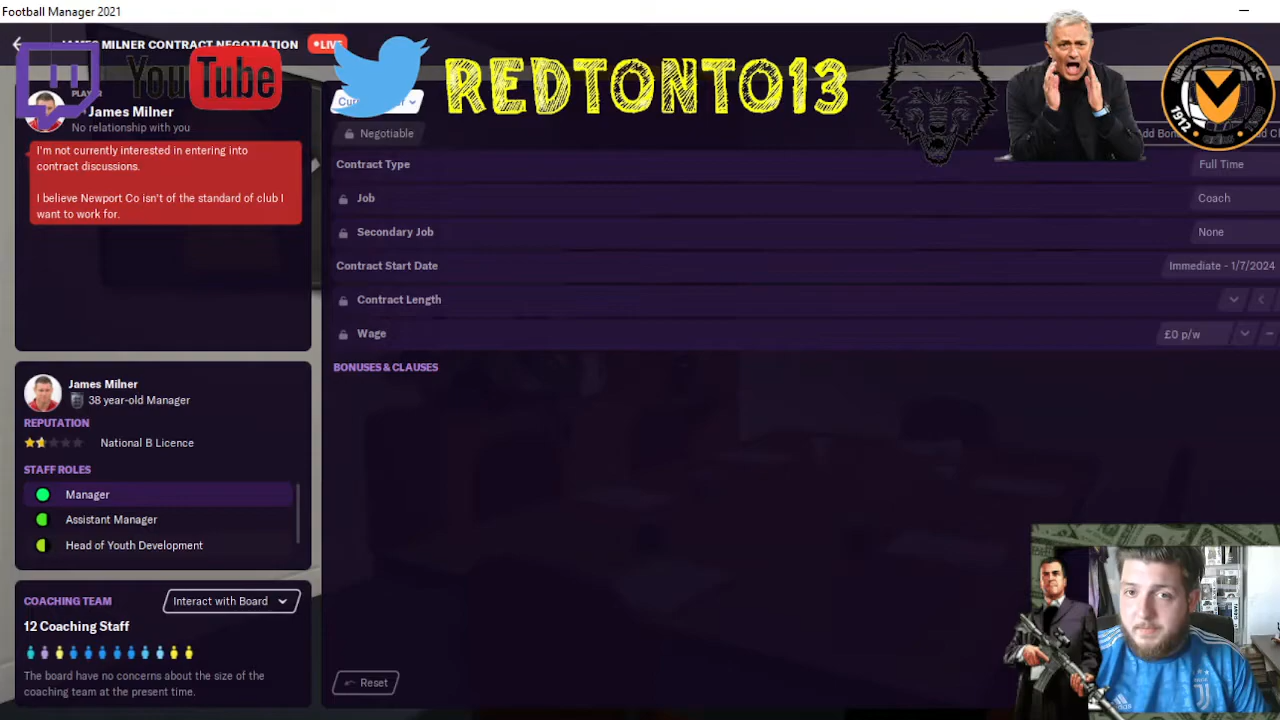 Football Manager 2021
JAMES MILNER CONTRACT NEGOTIATION
LIVE
YouTube
REDTONTO13
NEWPORT COUNTY AFC
1912
James Milner
No relationship with you
I'm not currently interested in entering into
contract discussions.
I believe Newport Co isn't of the standard of club I
want to work for.
Negotiable
Contract Type
Full Time
Job
Coach
Secondary Job
None
Contract Start Date
Immediate - 1/7/2024
Contract Length
Wage
£0 p/w
BONUSES & CLAUSES
James Milner
38 year-old Manager
REPUTATION
National B Licence
STAFF ROLES
Manager
Assistant Manager
Head of Youth Development
COACHING TEAM
Interact with Board
12 Coaching Staff
The board have no concerns about the size of the
coaching team at the present time.
Reset